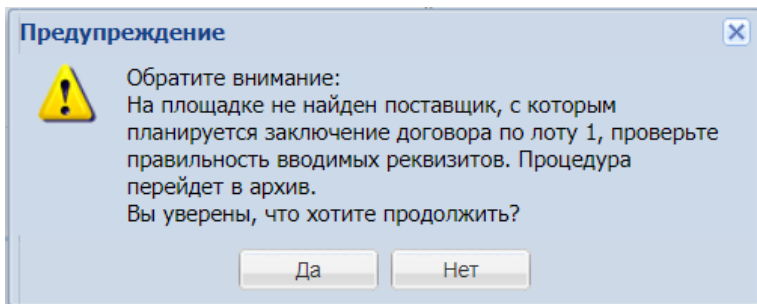 Предупреждение
Обратите внимание:
На площадке не найден поставщик, с которым
планируется заключение договора по лоту 1, проверьте
правильность вводимых реквизитов. Процедура
перейдет в архив.
Вы уверены, что хотите продолжить?
Да
Нет